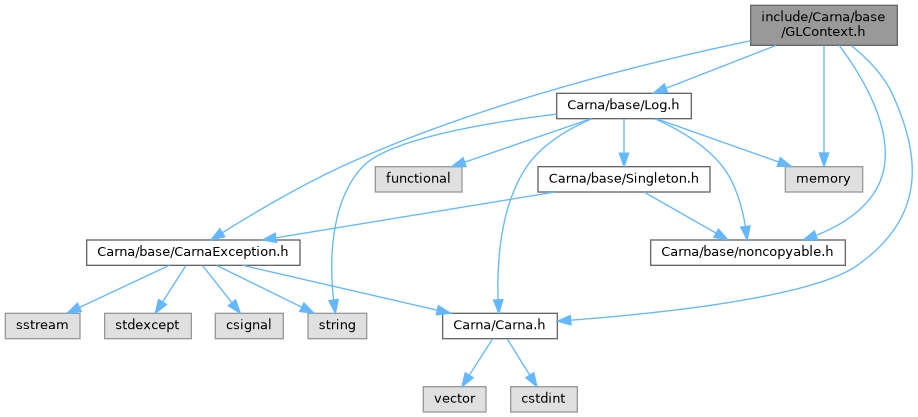 include/Carna/base
/GLContext.h
Carna/base/Log.h
functional
Carna/base/Singleton.h
memory
Carna/base/CarnaException.h
Carna/base/noncopyable.h
sstream
stdexcept
csignal
string
Carna/Carna.h
vector
cstdint